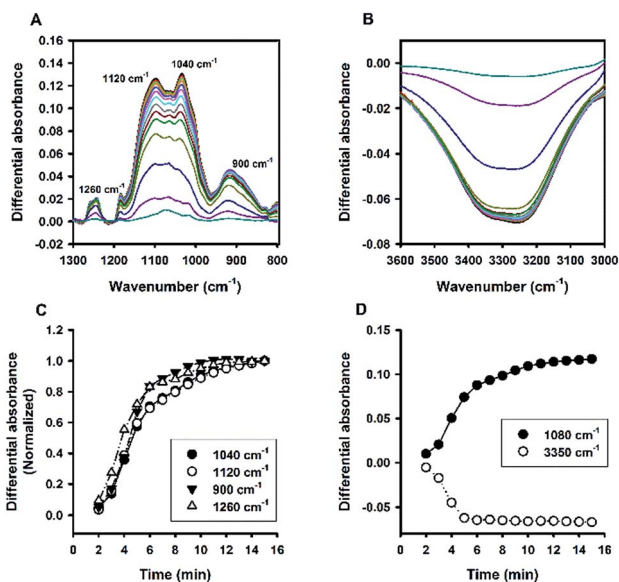 A
Differential absorbance
0.16
0.14
0.12
0.10
0.08
0.06
0.04
0.02
0.00
-0.02
1120 cm⁻¹
1040 cm⁻¹
1260 cm⁻¹
900 cm⁻¹
1300
1200
1100
1000
900
800
Wavenumber (cm⁻¹)
B
Differential absorbance
0.00
-0.02
-0.04
-0.06
-0.08
3600
3500
3400
3300
3200
3100
3000
Wavenumber (cm⁻¹)
C
Differential absorbance
(Normalized)
1.2
1.0
0.8
0.6
0.4
0.2
0.0
1040 cm⁻¹
1120 cm⁻¹
900 cm⁻¹
1260 cm⁻¹
0
2
4
6
8
10
12
14
16
Time (min)
D
Differential absorbance
0.15
0.10
0.05
0.00
-0.05
1080 cm⁻¹
3350 cm⁻¹
0
2
4
6
8
10
12
14
16
Time (min)